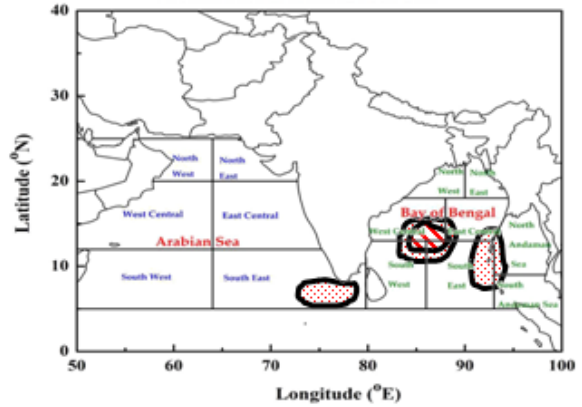 40
30
20
10
0
50
60
70
80
90
100
Latitude (°N)
Longitude (°E)
North
West
North
East
West Central
East Central
Arabian Sea
South West
South East
North
West
North
East
Bay of Bengal
West Central
East Central
South
West
South
East
North
Andaman
Sea
South
Andaman Sea